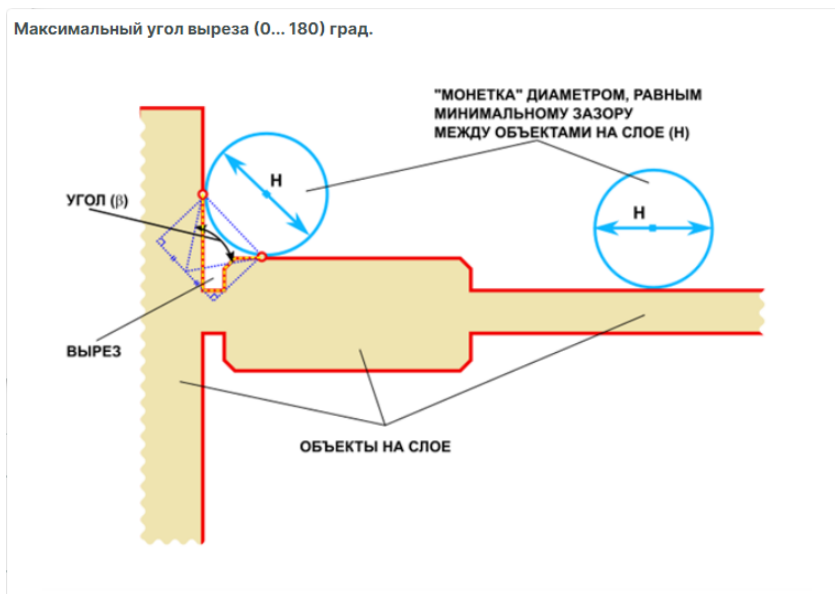 Максимальный угол выреза (0... 180) град.
"МОНЕТКА" ДИАМЕТРОМ, РАВНЫМ
МИНИМАЛЬНОМУ ЗАЗОРУ
МЕЖДУ ОБЪЕКТАМИ НА СЛОЕ (H)
H
УГОЛ (β)
H
ВЫРЕЗ
ОБЪЕКТЫ НА СЛОЕ